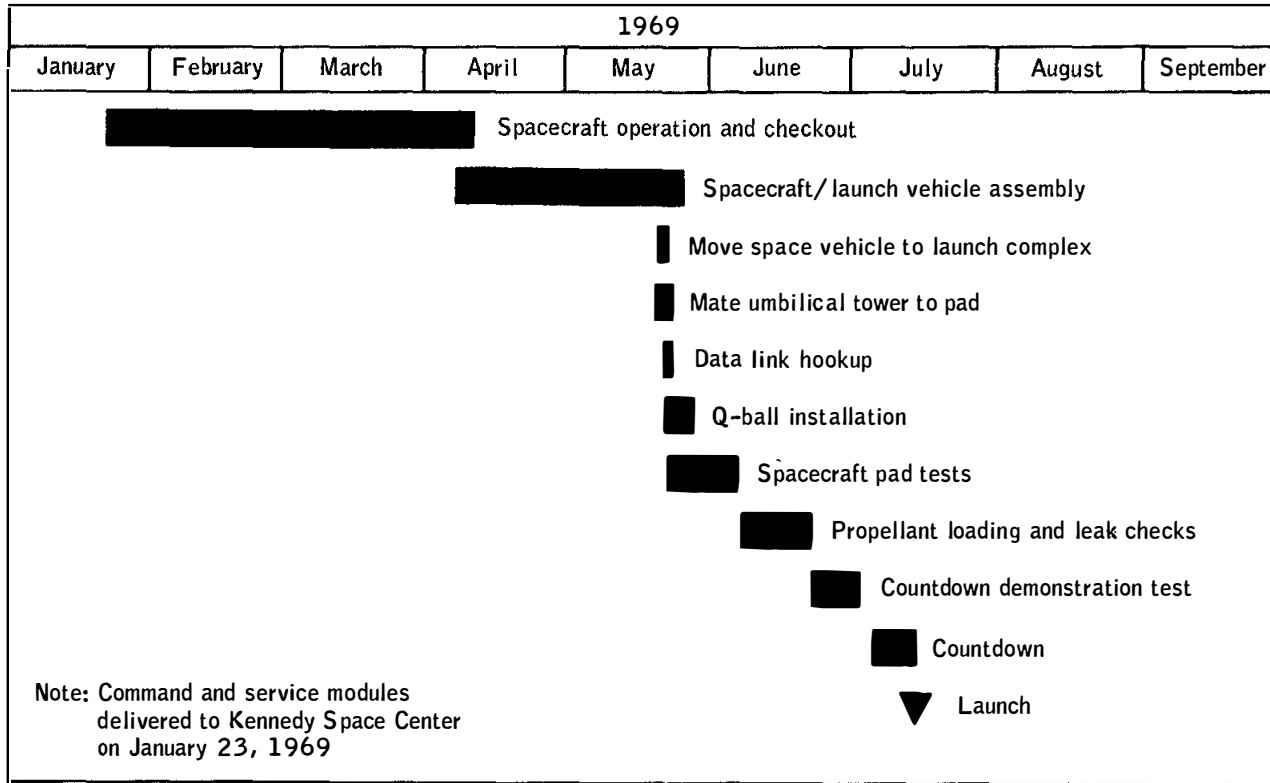 1969
January February March April May June July August September
Spacecraft operation and checkout
Spacecraft/launch vehicle assembly
Move space vehicle to launch complex
Mate umbilical tower to pad
Data link hookup
Q-ball installation
Spacecraft pad tests
Propellant loading and leak checks
Countdown demonstration test
Countdown
Launch
Note: Command and service modules
delivered to Kennedy Space Center
on January 23, 1969